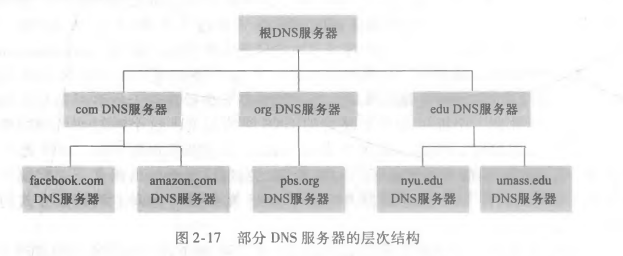 根DNS服务器
com DNS服务器
org DNS服务器
edu DNS服务器
facebook.com
DNS服务器
amazon.com
DNS服务器
pbs.org
DNS服务器
nyu.edu
DNS服务器
umass.edu
DNS服务器
图 2-17 部分 DNS 服务器的层次结构